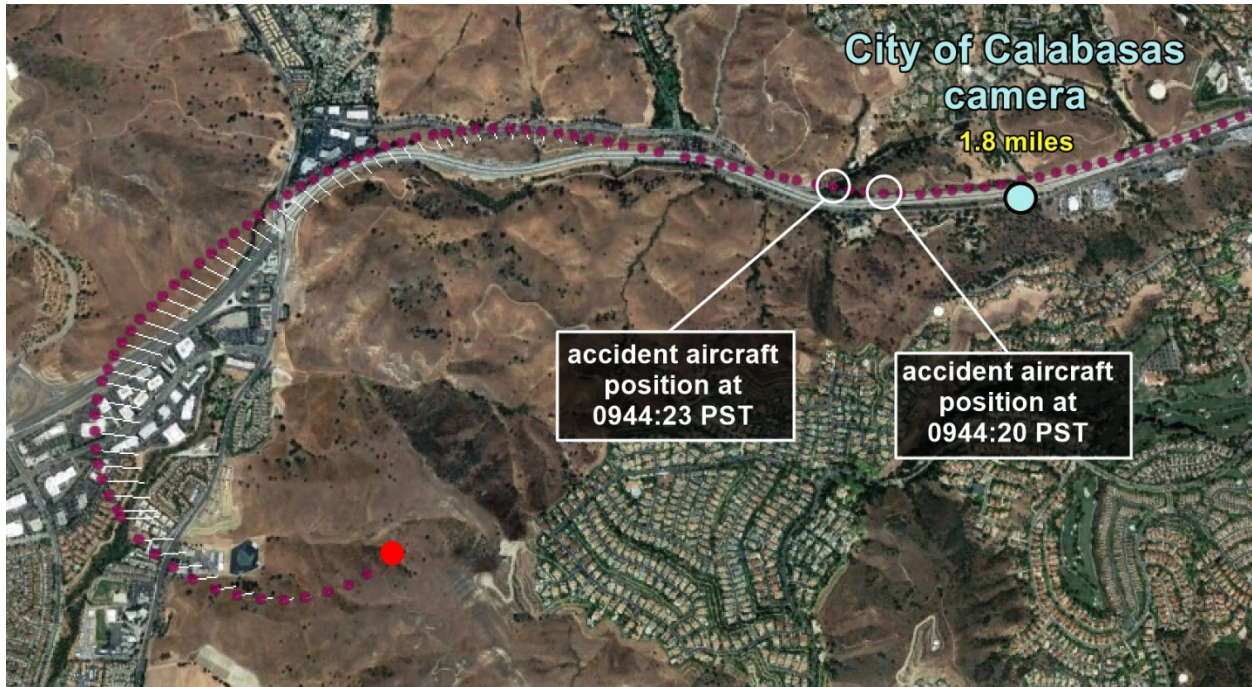 City of Calabasas
camera
1.8 miles
accident aircraft
position at
0944:23 PST
accident aircraft
position at
0944:20 PST